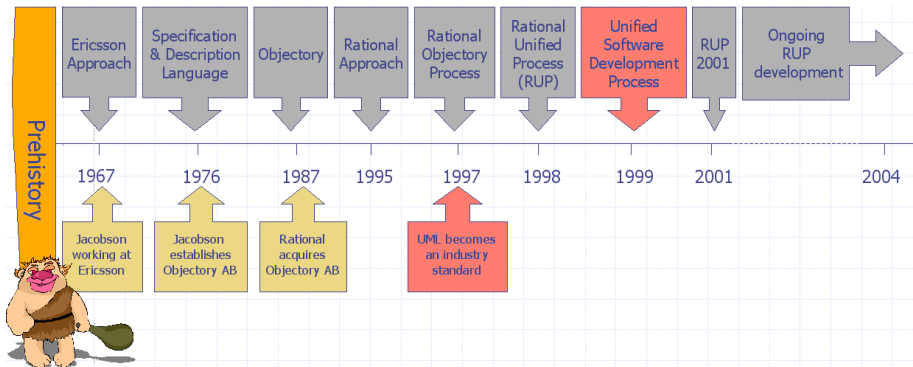 Prehistory
Ericsson
Approach
Specification
& Description
Language
Objectory
Rational
Approach
Rational
Objectory
Process
Rational
Unified
Process
(RUP)
Unified
Software
Development
Process
RUP
2001
Ongoing
RUP
development
1967
1976
1987
1995
1997
1998
1999
2001
2004
Jacobson
working at
Ericsson
Jacobson
establishes
Objectory AB
Rational
acquires
Objectory AB
UML becomes
an industry
standard